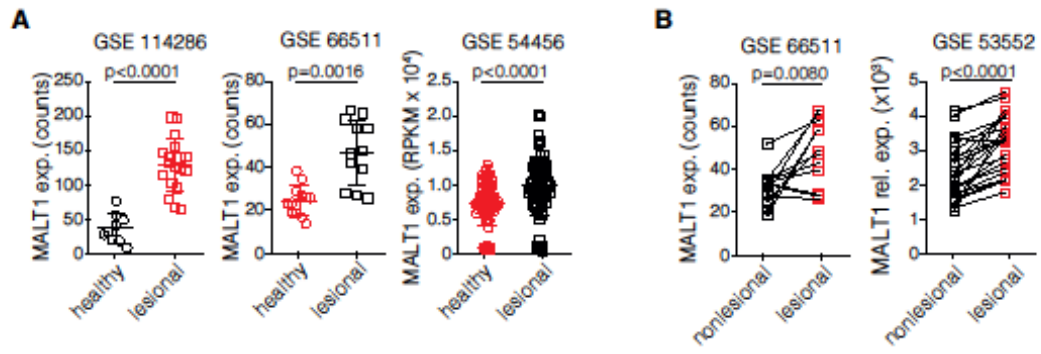 A
GSE 114286
p<0.0001
MALT1 exp. (counts)
250
200
150
100
50
0
healthy
lesional
GSE 66511
p=0.0016
MALT1 exp. (counts)
80
60
40
20
0
healthy
lesional
GSE 54456
p<0.0001
MALT1 exp. (RPKM x 10⁴)
2.5
2.0
1.5
1.0
0.5
0
healthy
lesional
B
GSE 66511
p=0.0080
MALT1 exp. (counts)
80
60
40
20
0
nonlesional
lesional
GSE 53552
p<0.0001
MALT1 rel. exp. (x10³)
5
4
3
2
1
0
nonlesional
lesional